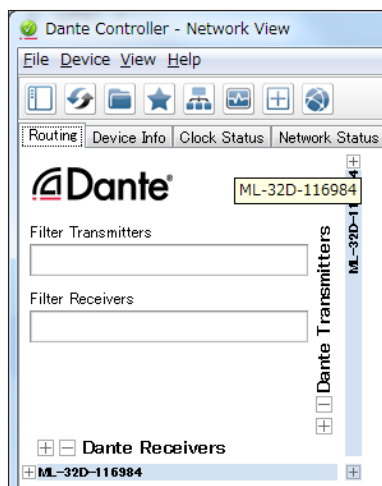 Dante Controller - Network View
File Device View Help
Routing Device Info Clock Status Network Status
Dante®
ML-32D-116984
ML-32D-116984
Filter Transmitters
Filter Receivers
Dante Transmitters
Dante Receivers
ML-32D-116984